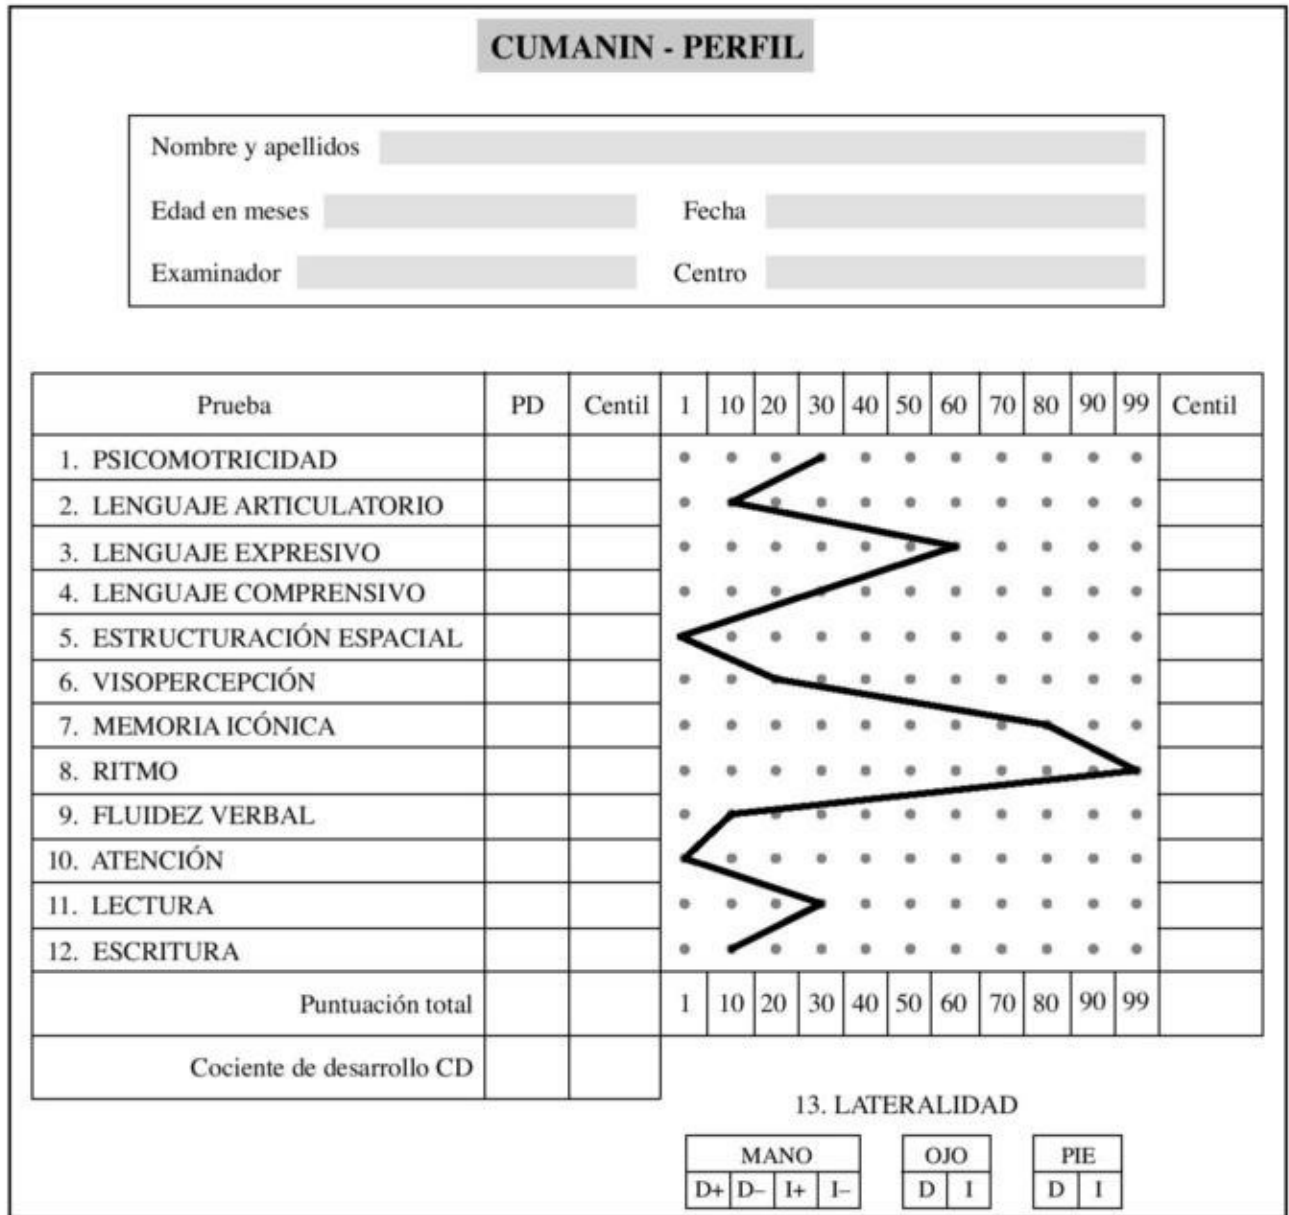 CUMANIN - PERFIL
Nombre y apellidos
Edad en meses Fecha
Examinador Centro
Prueba PD Centil 1 10 20 30 40 50 60 70 80 90 99 Centil
1. PSICOMOTRICIDAD
2. LENGUAJE ARTICULATORIO
3. LENGUAJE EXPRESIVO
4. LENGUAJE COMPRENSIVO
5. ESTRUCTURACIÓN ESPACIAL
6. VISOPERCEPCIÓN
7. MEMORIA ICÓNICA
8. RITMO
9. FLUIDEZ VERBAL
10. ATENCIÓN
11. LECTURA
12. ESCRITURA
Puntuación total 1 10 20 30 40 50 60 70 80 90 99
Cociente de desarrollo CD
13. LATERALIDAD
MANO OJO PIE
D+ D– I+ I– D I D I